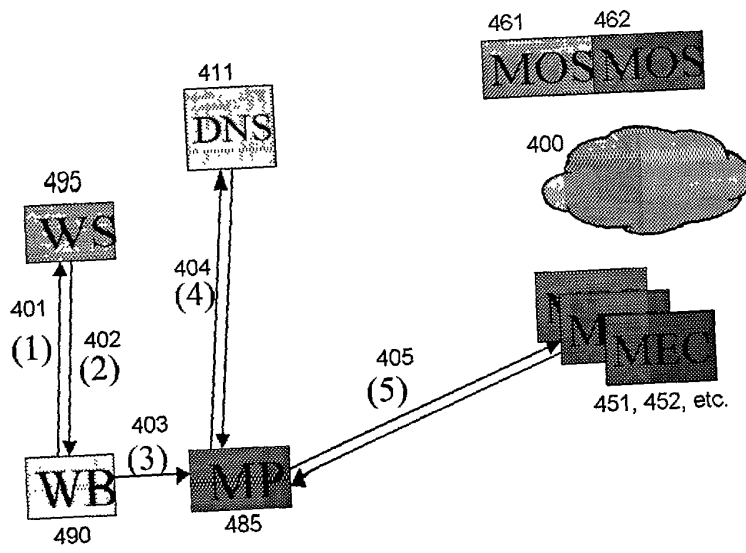 461 462
MOS MOS
411
DNS
400
495
WS
404
(4)
401
(1)
402
(2)
405
(5)
M
M
MEC
451, 452, etc.
403
(3)
WB
MP
490
485